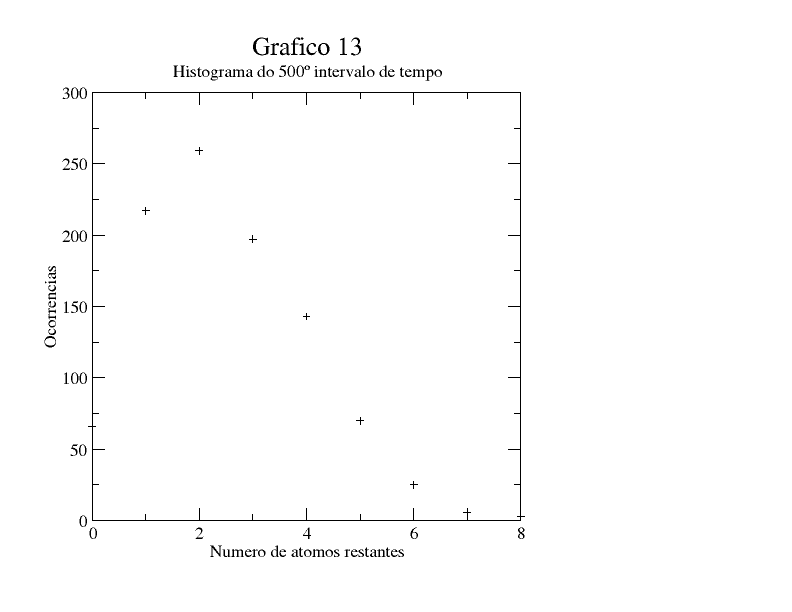 Grafico 13
Histograma do 500º intervalo de tempo
300
250
200
150
100
50
0
Ocorrencias
0 2 4 6 8
Numero de atomos restantes